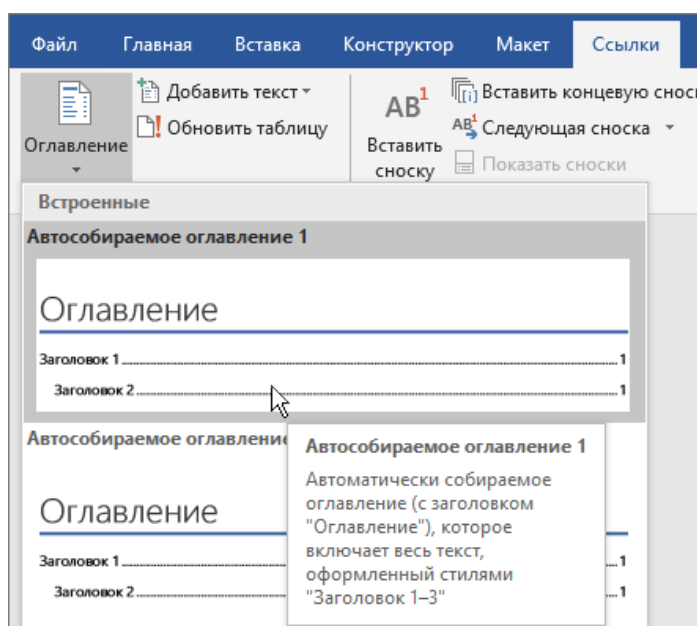 Файл Главная Вставка Конструктор Макет Ссылки
Оглавление
Добавить текст
Обновить таблицу
AB1
Вставить
сноску
[i] Вставить концевую
AB1 Следующая сноска
Показать сноски
Встроенные
Автособираемое оглавление 1
Оглавление
Заголовок 1 1
Заголовок 2 1
Автособираемое
Оглавление
Заголовок 1 1
Заголовок 2 1
Автособираемое оглавление 1
Автоматически собираемое
оглавление (с заголовком
"Оглавление"), которое
включает весь текст,
оформленный стилями
"Заголовок 1–3"